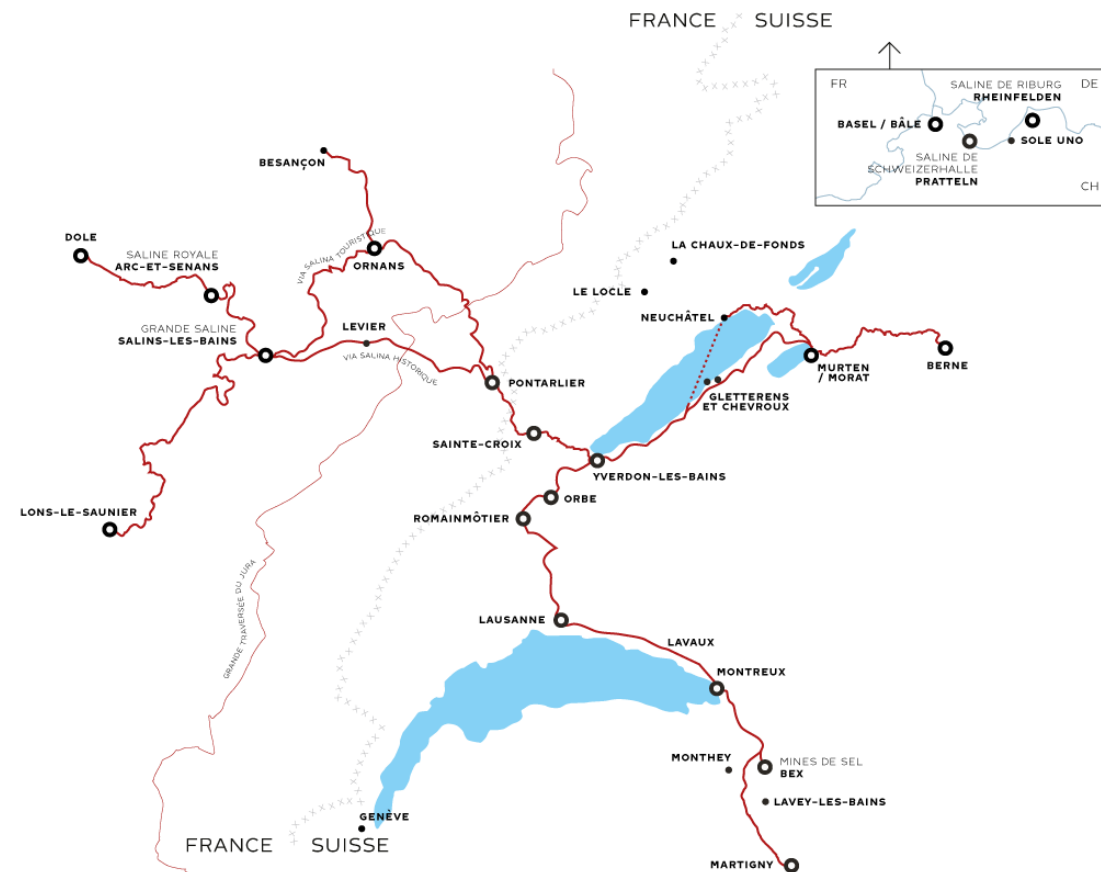 FRANCE SUISSE
FR
DE
SALINE DE RIBURG
RHEINFELDEN
BASEL / BÂLE
SOLE UNO
SALINE DE
SCHWEIZERHALLE
PRATTELN
CH
BESANÇON
DOLE
SALINE ROYALE
ARC-ET-SENANS
VIA SALINA TOURISTIQUE
ORNANS
LA CHAUX-DE-FONDS
LE LOCLE
NEUCHÂTEL
GRANDE SALINE
SALINS-LES-BAINS
LEVIER
VIA SALINA HISTORIQUE
MURTEN
/ MORAT
BERNE
PONTARLIER
GLETTERENS
ET CHEVROUX
SAINTE-CROIX
YVERDON-LES-BAINS
ORBE
LONS-LE-SAUNIER
ROMAINMÔTIER
GRANDE TRAVERSÉE DU JURA
LAUSANNE
LAVAUX
MONTREUX
MONTHEY
MINES DE SEL
BEX
LAVEY-LES-BAINS
GENÈVE
FRANCE SUISSE
MARTIGNY